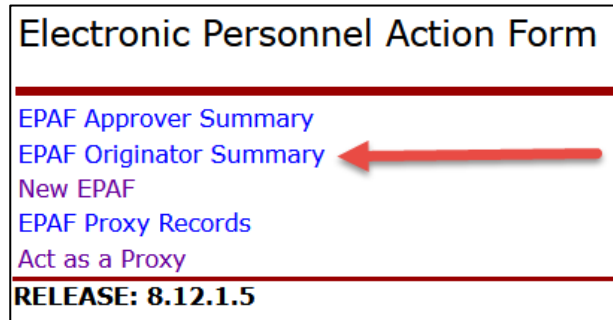 Electronic Personnel Action Form
EPAF Approver Summary
EPAF Originator Summary
New EPAF
EPAF Proxy Records
Act as a Proxy
RELEASE: 8.12.1.5